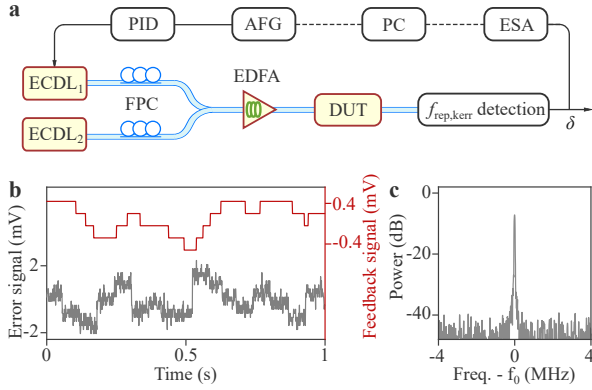 a
PID
AFG
PC
ESA
ECDL₁
FPC
EDFA
DUT
f_rep,kerr detection
δ
ECDL₂
b
Error signal (mV)
2
-2
0
0.5
1
Time (s)
0.4
-0.4
Feedback signal (mV)
c
Power (dB)
0
-20
-40
-4
0
4
Freq. - f₀ (MHz)